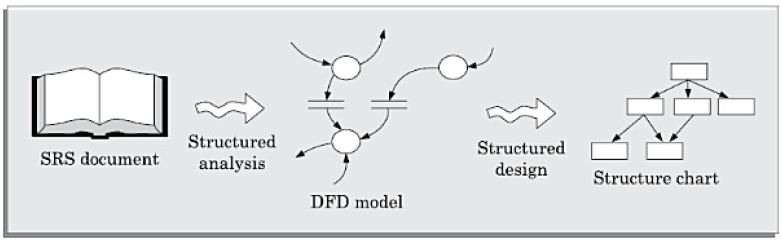 SRS document
Structured
analysis
DFD model
Structured
design
Structure chart